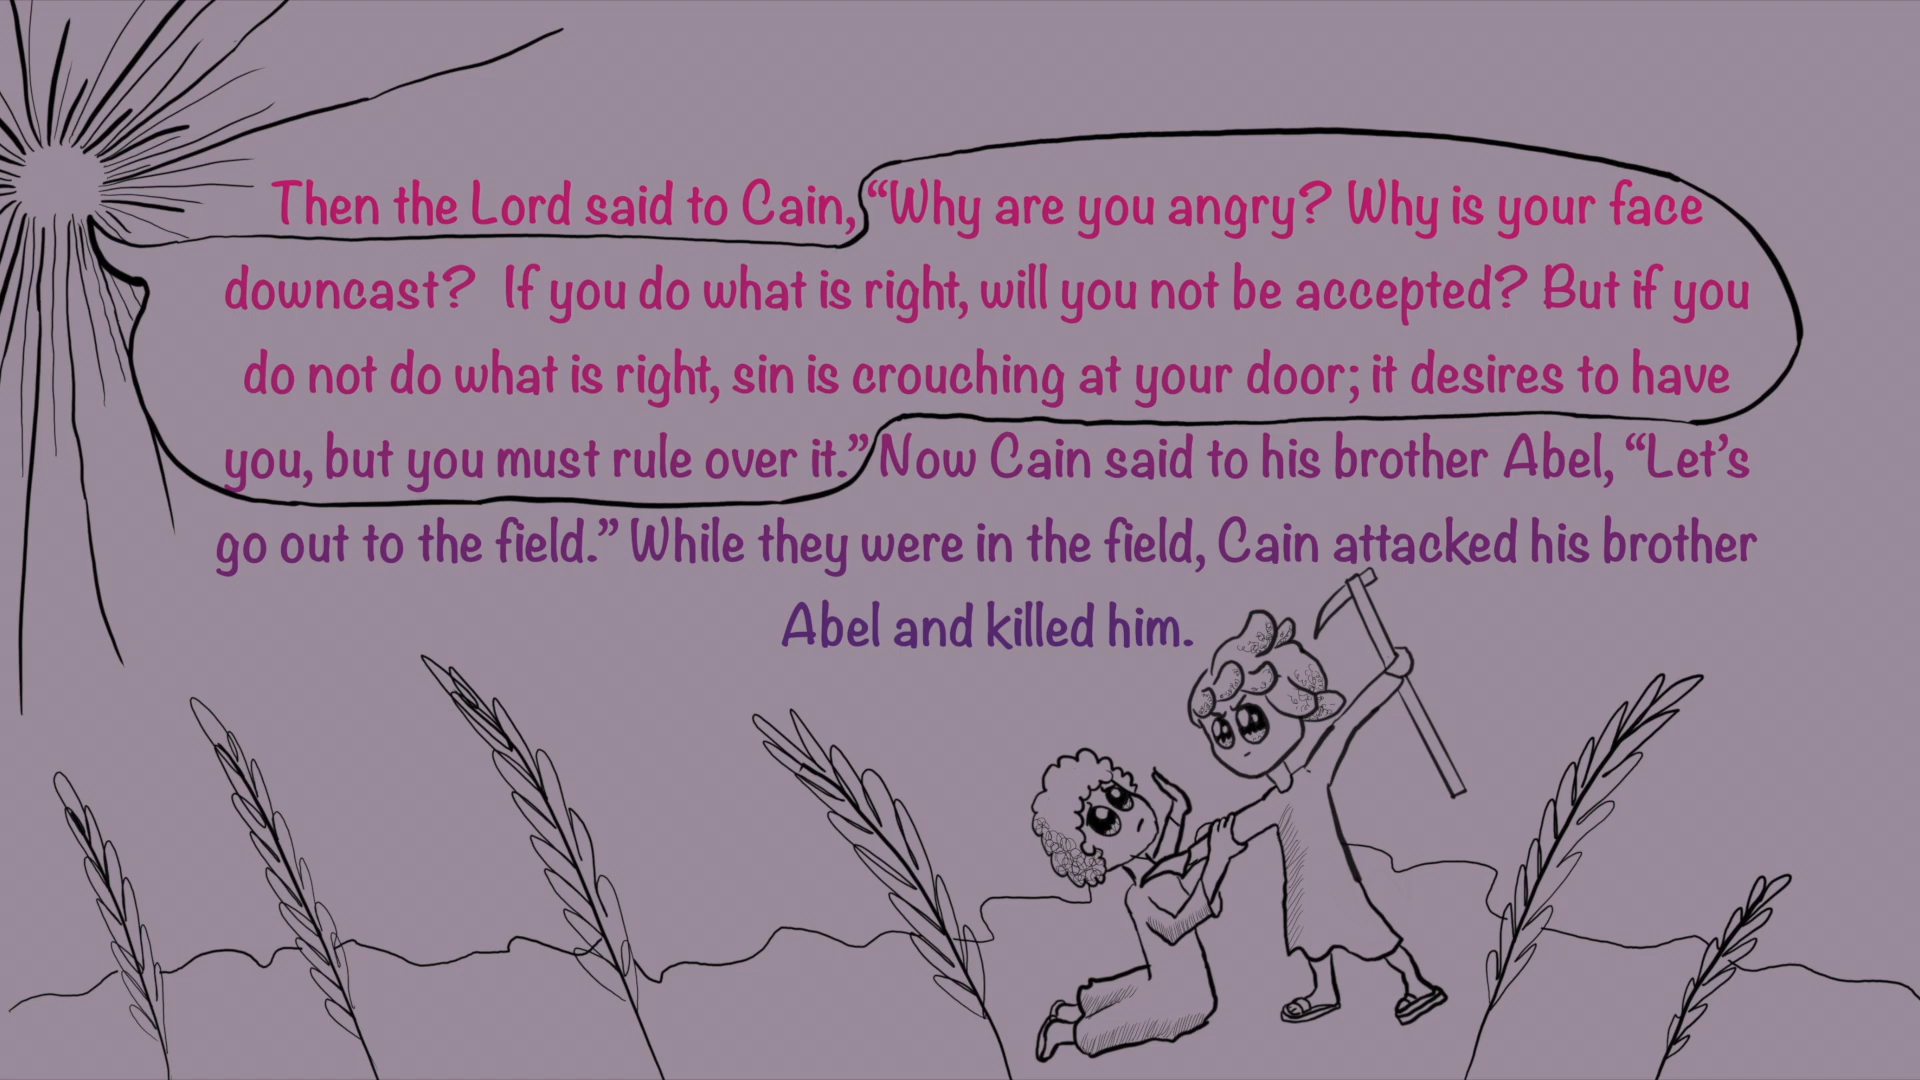 Then the Lord said to Cain, “Why are you angry? Why is your face
downcast?  If you do what is right, will you not be accepted? But if you
do not do what is right, sin is crouching at your door; it desires to have
you, but you must rule over it.” Now Cain said to his brother Abel, “Let’s
go out to the field.” While they were in the field, Cain attacked his brother
Abel and killed him.